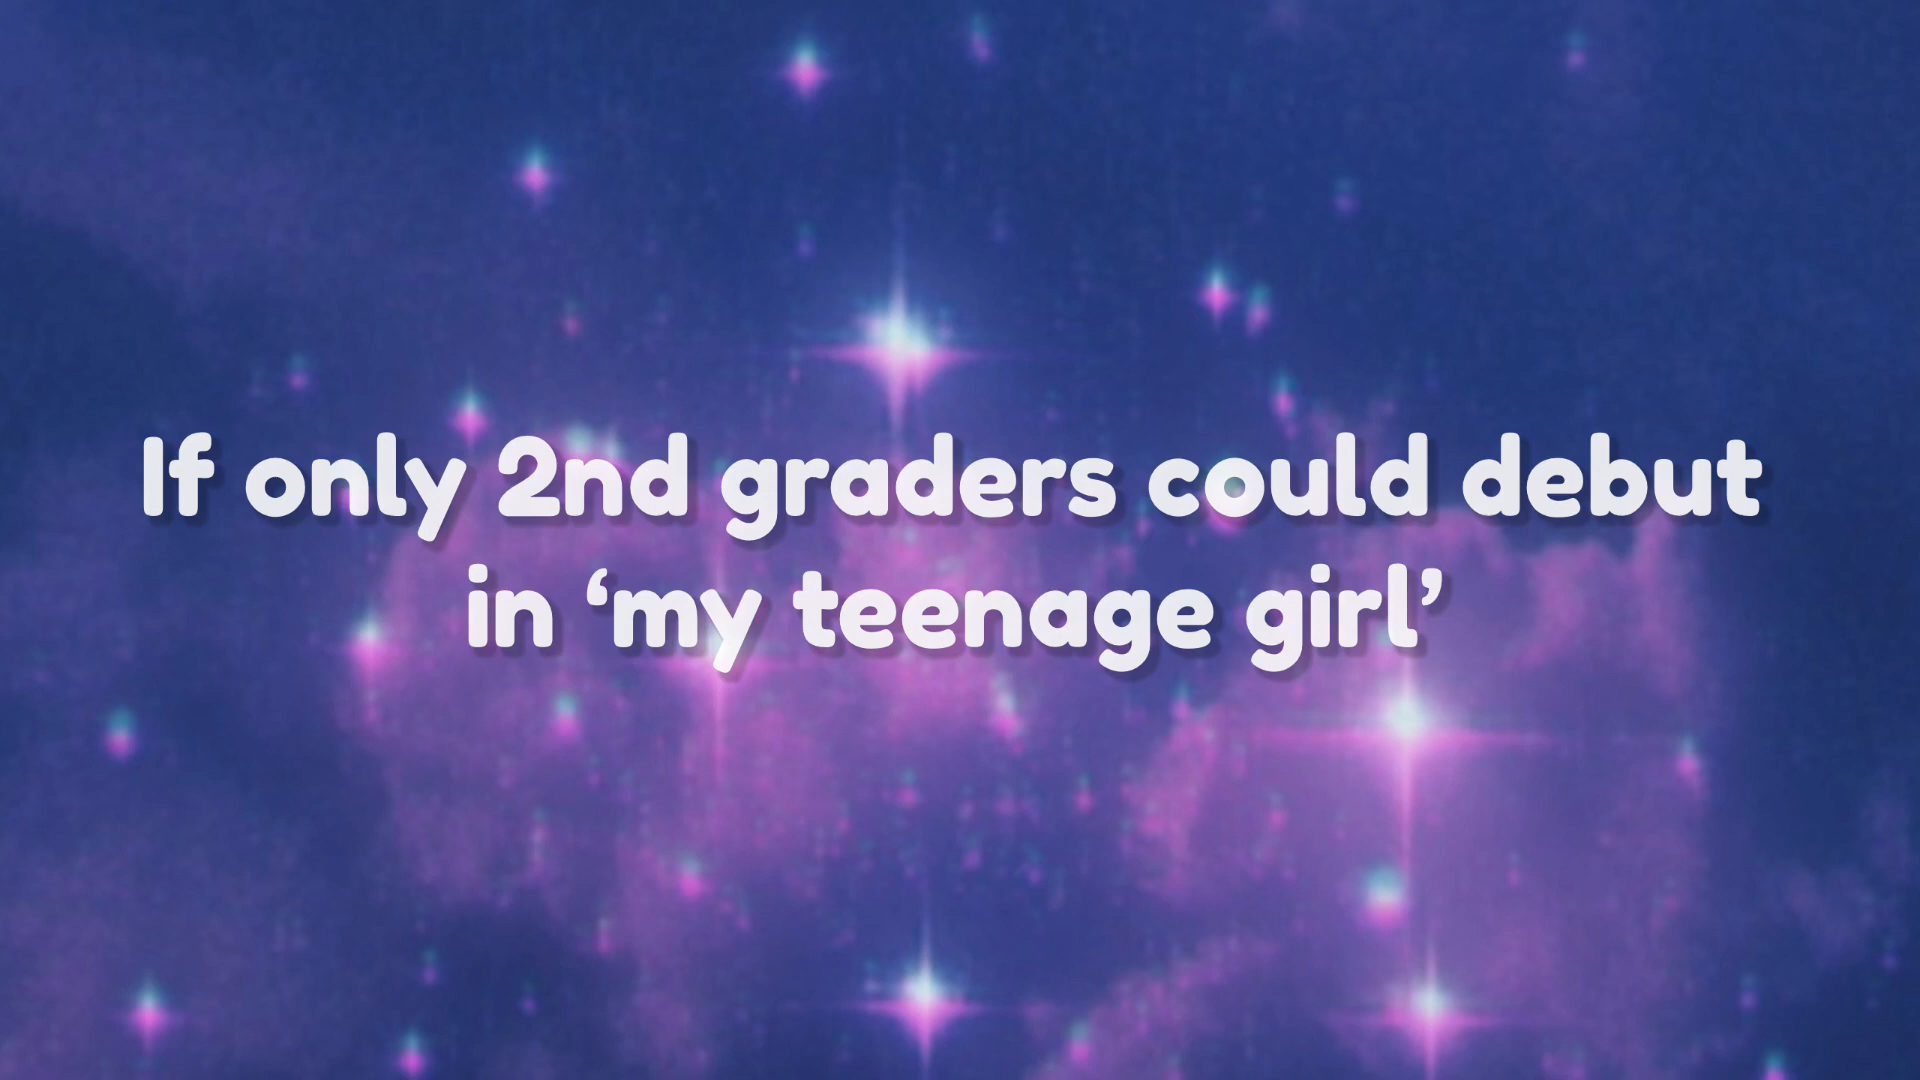 If only 2nd graders could debut
in ‘my teenage girl’